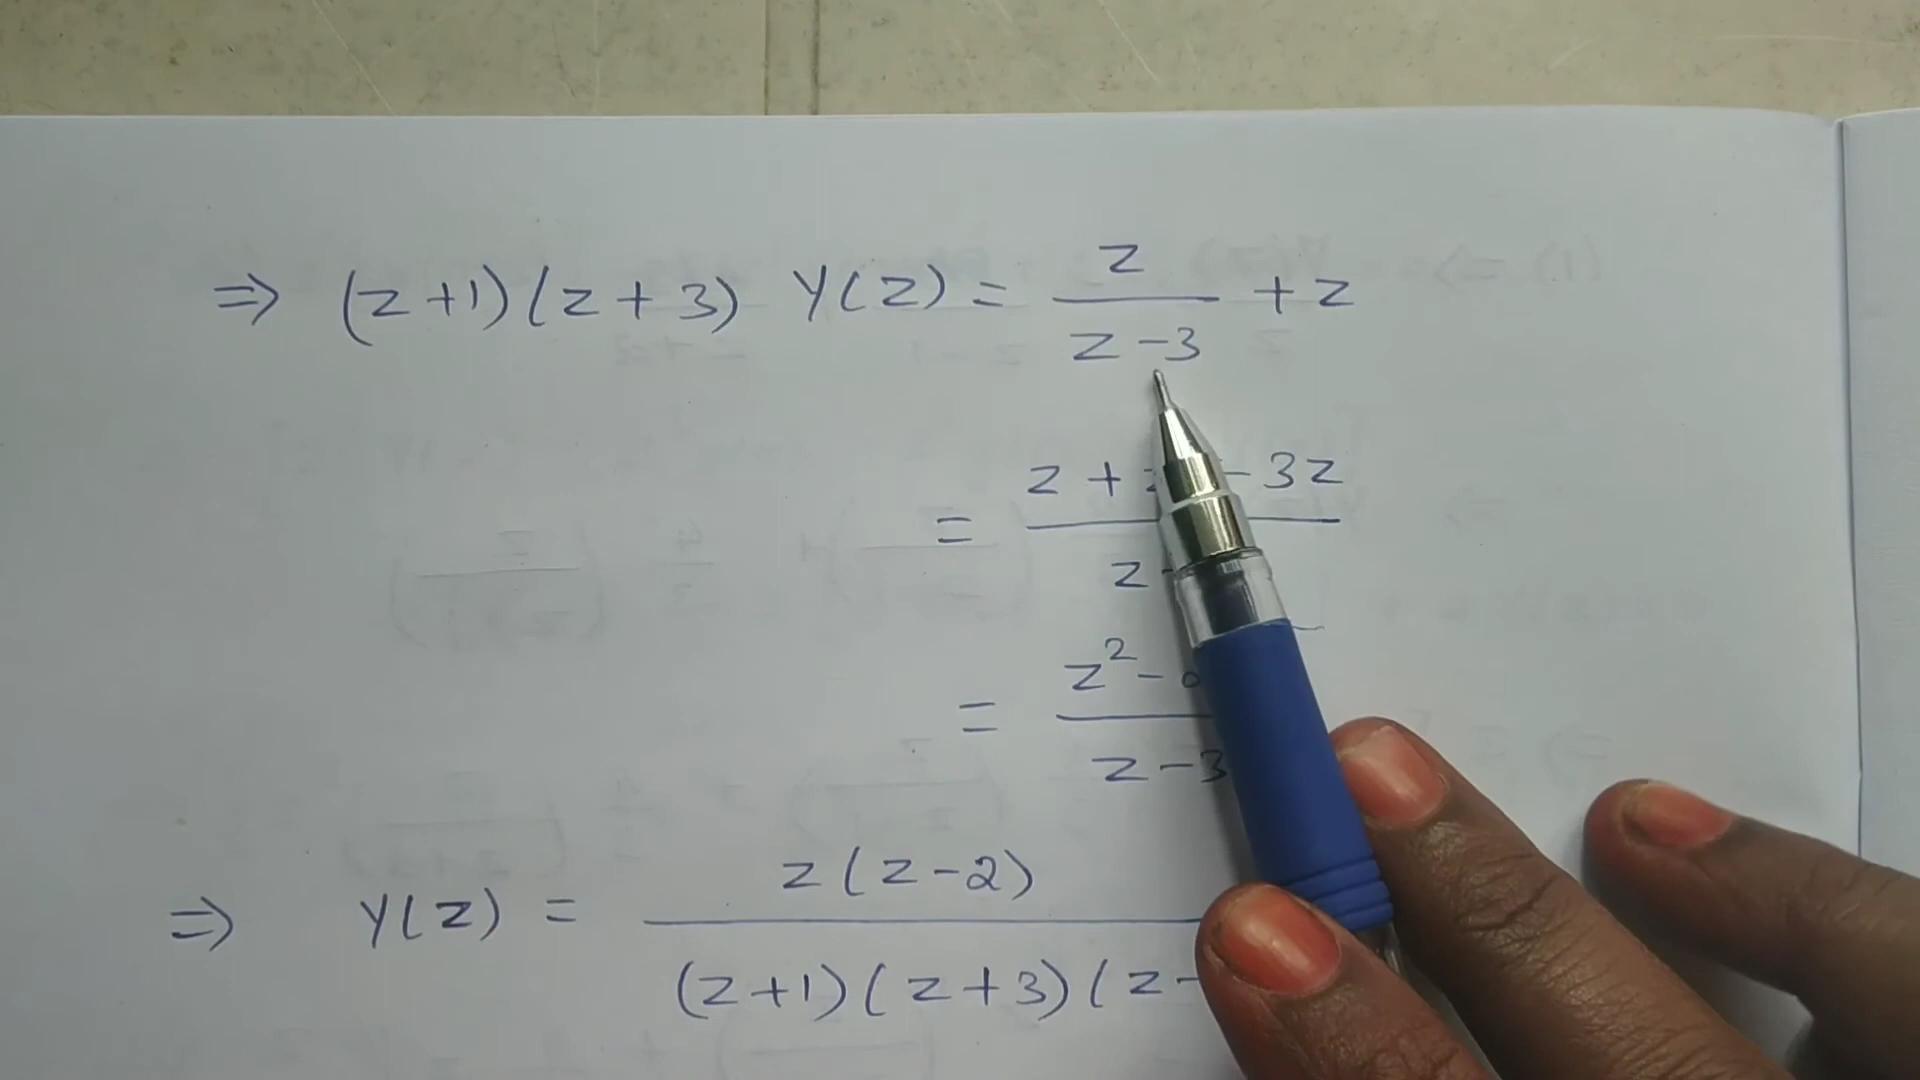 ⇒ (z+1)(z+3) Y(z) = z/(z-3) + z
= (z + - 3z)/(z-
= (z² -)/(z-3
⇒ Y(z) = z(z-2)/((z+1)(z+3)(z-